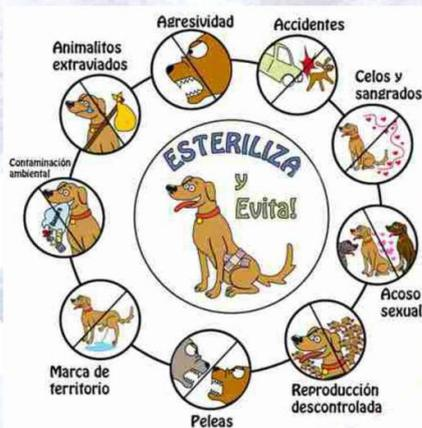 Agresividad
Accidentes
Celos y
sangrados
Acoso
sexual
Reproducción
descontrolada
Peleas
Marca de
territorio
Contaminación
ambiental
Animalitos
extraviados
ESTERILIZA
y
Evita!